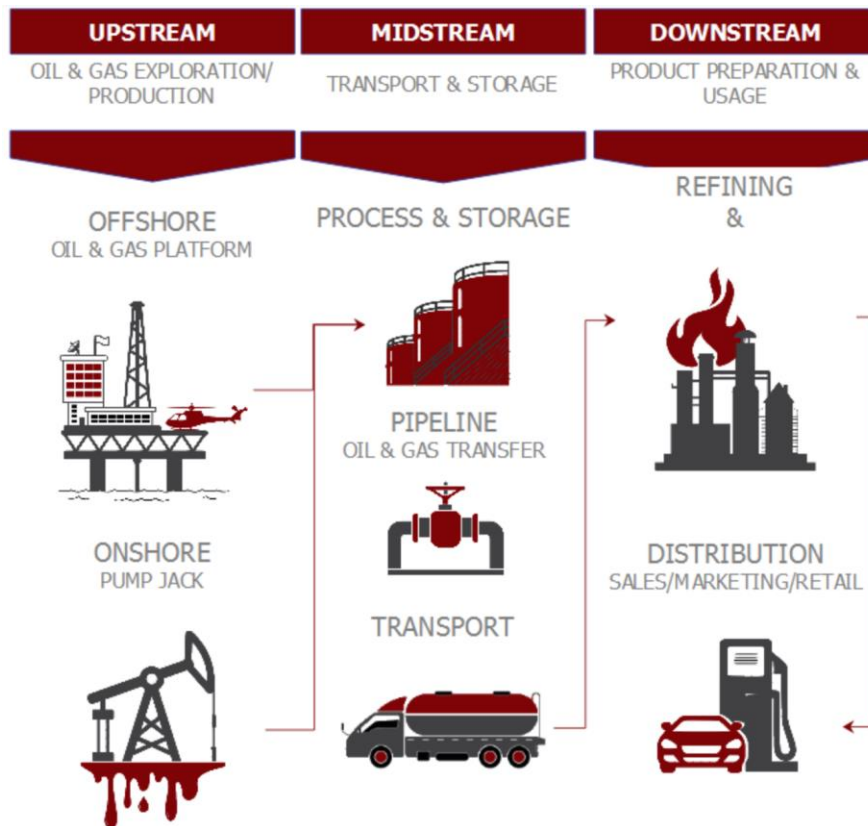 UPSTREAM
OIL & GAS EXPLORATION/
PRODUCTION
OFFSHORE
OIL & GAS PLATFORM
ONSHORE
PUMP JACK
MIDSTREAM
TRANSPORT & STORAGE
PROCESS & STORAGE
PIPELINE
OIL & GAS TRANSFER
TRANSPORT
DOWNSTREAM
PRODUCT PREPARATION &
USAGE
REFINING
&
DISTRIBUTION
SALES/MARKETING/RETAIL